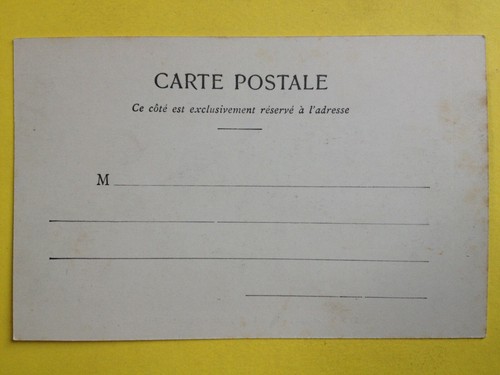 CARTE POSTALE
Ce côté est exclusivement réservé à l'adresse
M